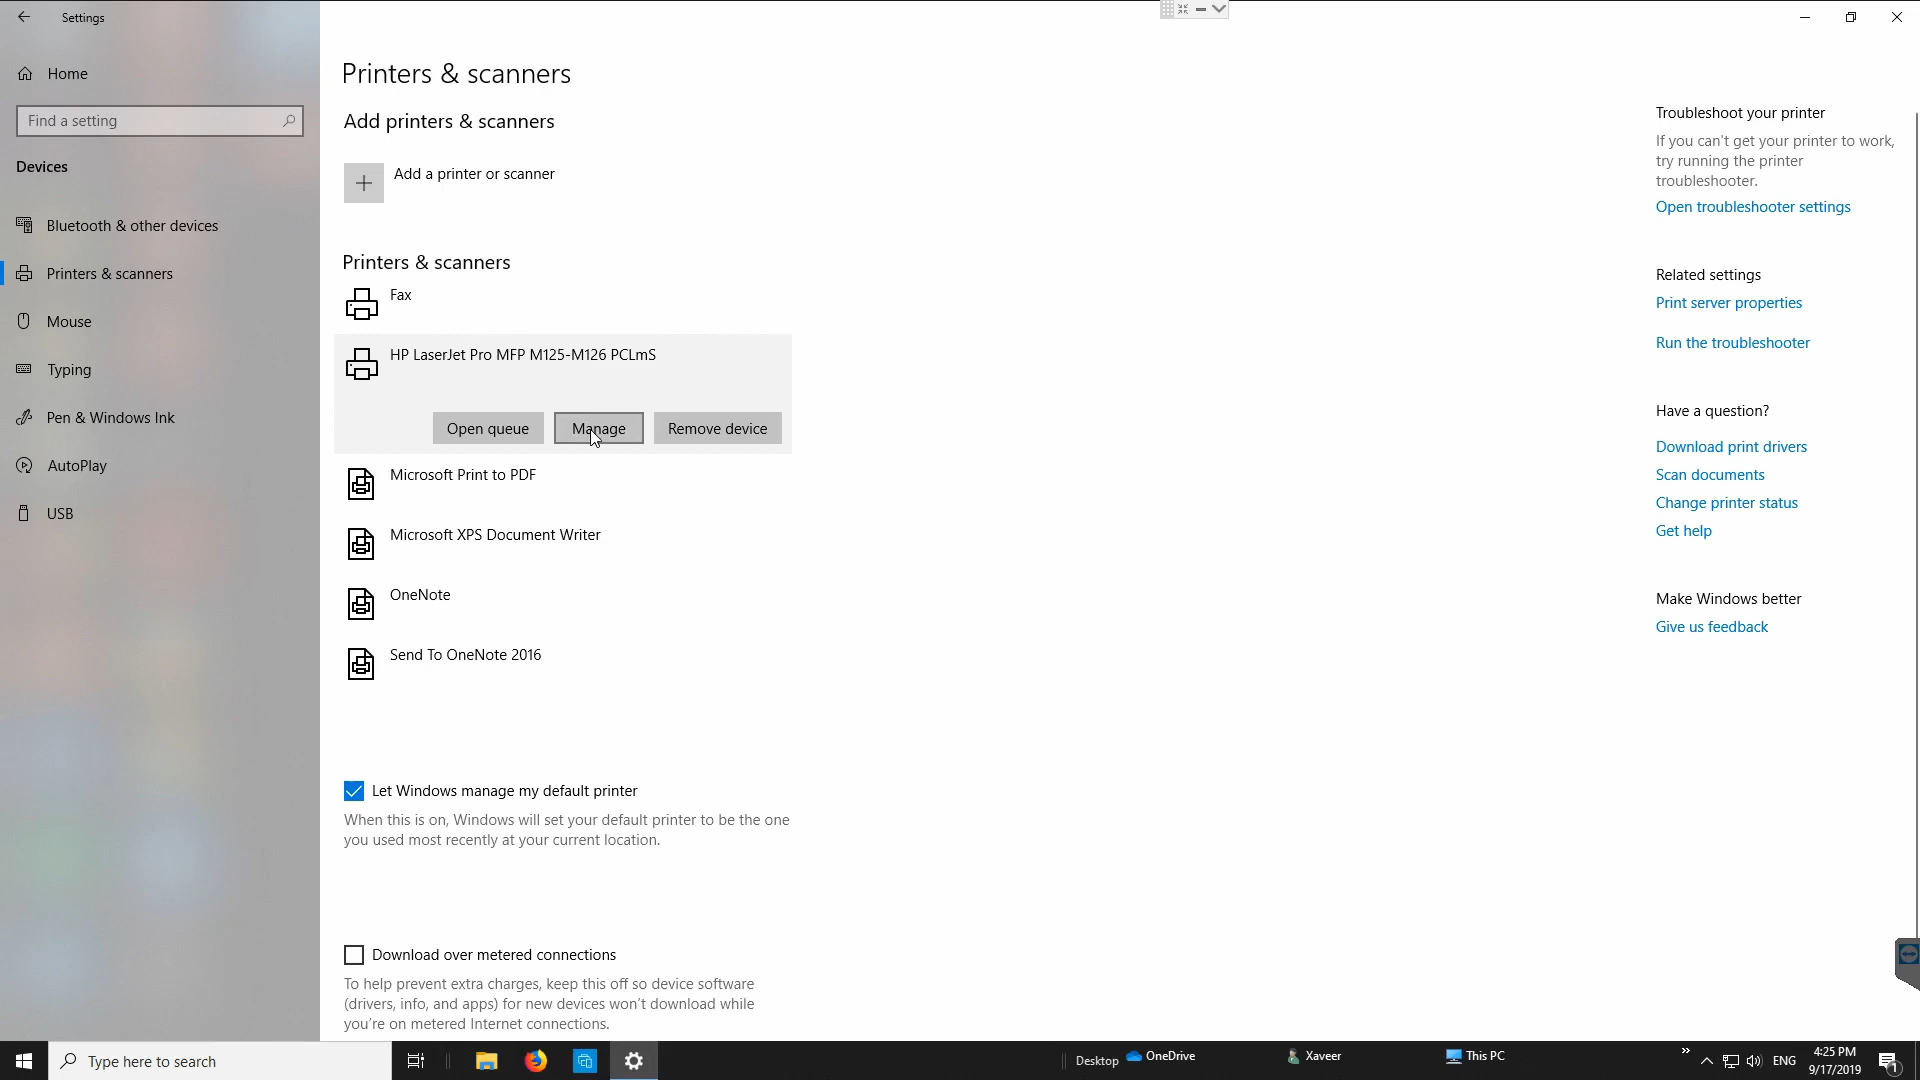 Settings
Home
Find a setting
Devices
Bluetooth & other devices
Printers & scanners
Mouse
Typing
Pen & Windows Ink
AutoPlay
USB
Printers & scanners
Add printers & scanners
Add a printer or scanner
Printers & scanners
Fax
HP LaserJet Pro MFP M125-M126 PCLmS
Open queue
Manage
Remove device
Microsoft Print to PDF
Microsoft XPS Document Writer
OneNote
Send To OneNote 2016
Let Windows manage my default printer
When this is on, Windows will set your default printer to be the one
you used most recently at your current location.
Download over metered connections
To help prevent extra charges, keep this off so device software
(drivers, info, and apps) for new devices won't download while
you're on metered Internet connections.
Troubleshoot your printer
If you can't get your printer to work,
try running the printer
troubleshooter.
Open troubleshooter settings
Related settings
Print server properties
Run the troubleshooter
Have a question?
Download print drivers
Scan documents
Change printer status
Get help
Make Windows better
Give us feedback
Type here to search
Desktop
OneDrive
Xaveer
This PC
ENG
4:25 PM
9/17/2019
1